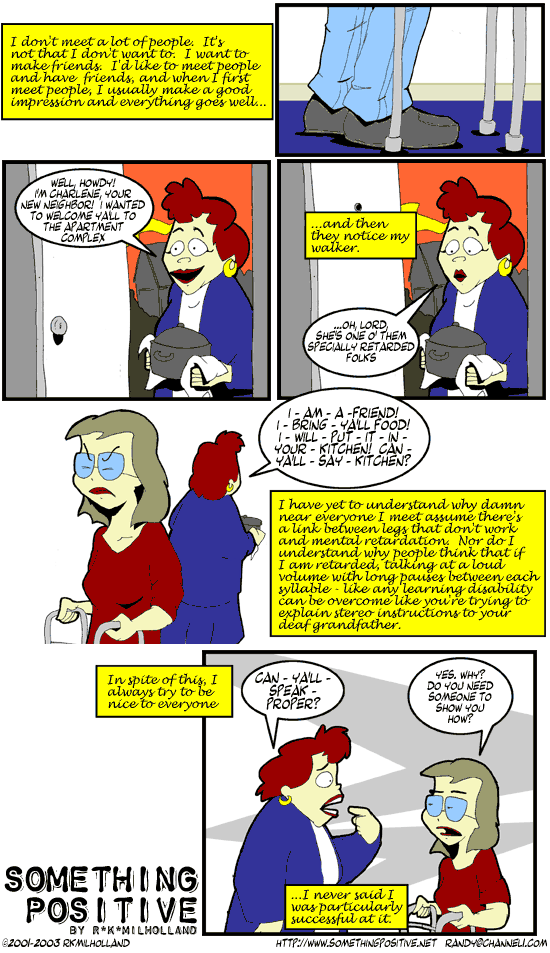 I don't meet a lot of people. It's
not that I don't want to. I want to
make friends. I'd like to meet people
and have friends, and when I first
meet people, I usually make a good
impression and everything goes well...
WELL, HOWDY!
I'M CHARLENE, YOUR
NEW NEIGHBOR! I WANTED
TO WELCOME YA'LL TO
THE APARTMENT
COMPLEX
...and then
they notice my
walker.
...OH, LORD,
SHE'S ONE O' THEM
SPECIALLY RETARDED
FOLKS
I - AM - A -FRIEND!
I - BRING - YA'LL FOOD!
I - WILL - PUT - IT - IN -
YOUR - KITCHEN! CAN -
YA'LL - SAY - KITCHEN?
I have yet to understand why damn
near everyone I meet assume there's
a link between legs that don't work
and mental retardation. Nor do I
understand why people think that if
I am retarded, talking at a loud
volume with long pauses between each
syllable - like any learning disability
can be overcome like you're trying to
explain stereo instructions to your
deaf grandfather.
In spite of this, I
always try to be
nice to everyone
CAN - YA'LL -
SPEAK -
PROPER?
YES. WHY?
DO YOU NEED
SOMEONE TO
SHOW YOU
HOW?
...I never said I
was particularly
successful at it.
SOMETHING
POSITIVE
BY R*K*MILHOLLAND
©2001-2003 RKMILHOLLAND
HTTP://WWW.SOMETHINGPOSITIVE.NET RANDY@CHANNEL1.COM